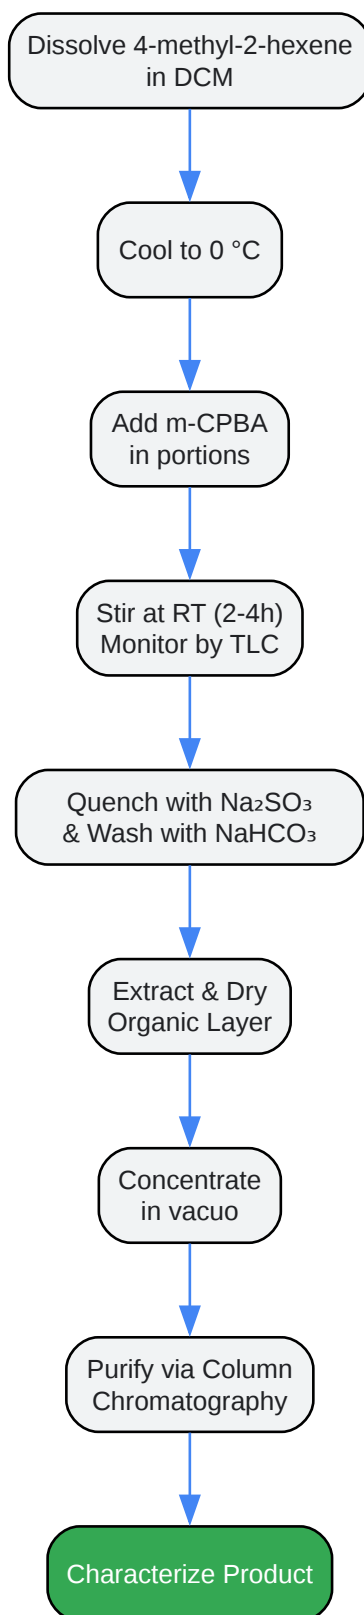 Dissolve 4-methyl-2-hexene
in DCM
Cool to 0 °C
Add m-CPBA
in portions
Stir at RT (2-4h)
Monitor by TLC
Quench with Na₂SO₃
& Wash with NaHCO₃
Extract & Dry
Organic Layer
Concentrate
in vacuo
Purify via Column
Chromatography
Characterize Product